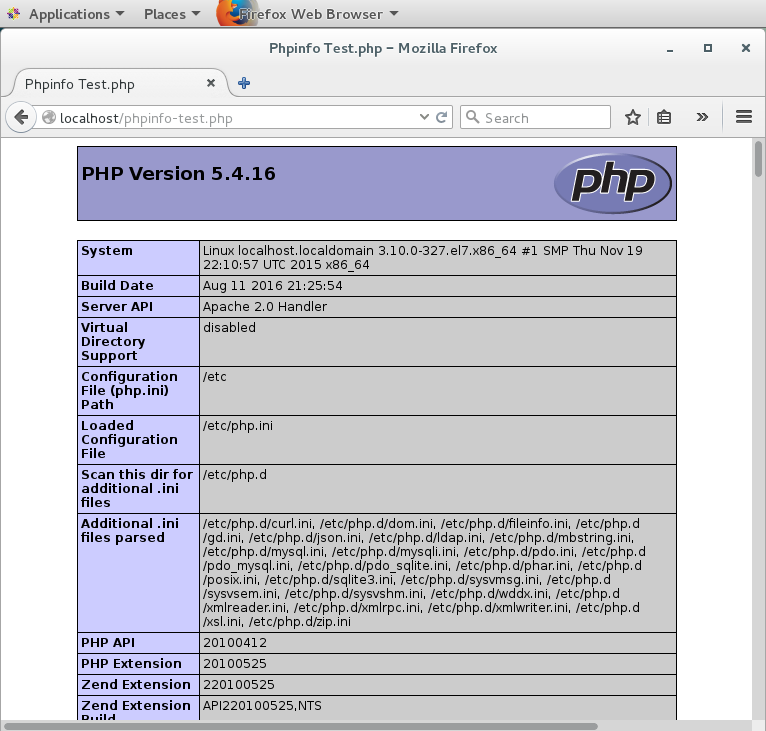 Applications Places Firefox Web Browser
Phpinfo Test.php – Mozilla Firefox
Phpinfo Test.php
localhost/phpinfo-test.php Search
PHP Version 5.4.16 php
System Linux localhost.localdomain 3.10.0-327.el7.x86_64 #1 SMP Thu Nov 19
22:10:57 UTC 2015 x86_64
Build Date Aug 11 2016 21:25:54
Server API Apache 2.0 Handler
Virtual disabled
Directory
Support
Configuration /etc
File (php.ini)
Path
Loaded /etc/php.ini
Configuration
File
Scan this dir for /etc/php.d
additional .ini
files
Additional .ini /etc/php.d/curl.ini, /etc/php.d/dom.ini, /etc/php.d/fileinfo.ini, /etc/php.d
files parsed /gd.ini, /etc/php.d/json.ini, /etc/php.d/ldap.ini, /etc/php.d/mbstring.ini,
/etc/php.d/mysql.ini, /etc/php.d/mysqli.ini, /etc/php.d/pdo.ini, /etc/php.d
/pdo_mysql.ini, /etc/php.d/pdo_sqlite.ini, /etc/php.d/phar.ini, /etc/php.d
/posix.ini, /etc/php.d/sqlite3.ini, /etc/php.d/sysvmsg.ini, /etc/php.d
/sysvsem.ini, /etc/php.d/sysvshm.ini, /etc/php.d/wddx.ini, /etc/php.d
/xmlreader.ini, /etc/php.d/xmlrpc.ini, /etc/php.d/xmlwriter.ini, /etc/php.d
/xsl.ini, /etc/php.d/zip.ini
PHP API 20100412
PHP Extension 20100525
Zend Extension 220100525
Zend Extension API220100525,NTS
Build